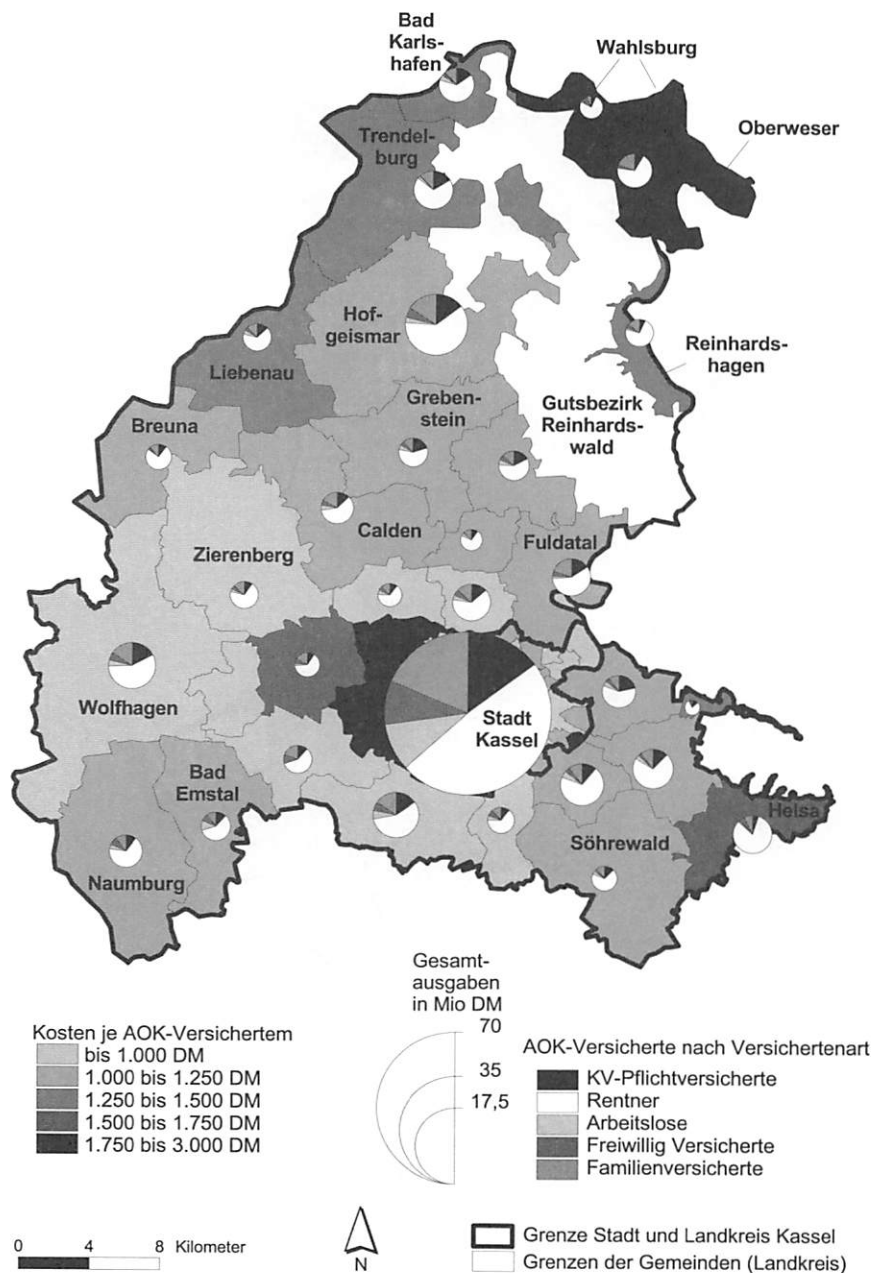 Bad
Karls-
hafen
Wahlsburg
Oberweser
Trendel-
burg
Hof-
geismar
Reinhards-
hagen
Liebenau
Greben-
stein
Gutsbezirk
Reinhards-
wald
Breuna
Calden
Fuldatal
Zierenberg
Wolfhagen
Stadt
Kassel
Bad
Emstal
Helsa
Söhrewald
Naumburg
Gesamt-
ausgaben
in Mio DM
70
35
17,5
Kosten je AOK-Versichertem
bis 1.000 DM
1.000 bis 1.250 DM
1.250 bis 1.500 DM
1.500 bis 1.750 DM
1.750 bis 3.000 DM
AOK-Versicherte nach Versichertenart
KV-Pflichtversicherte
Rentner
Arbeitslose
Freiwillig Versicherte
Familienversicherte
0 4 8 Kilometer
N
Grenze Stadt und Landkreis Kassel
Grenzen der Gemeinden (Landkreis)